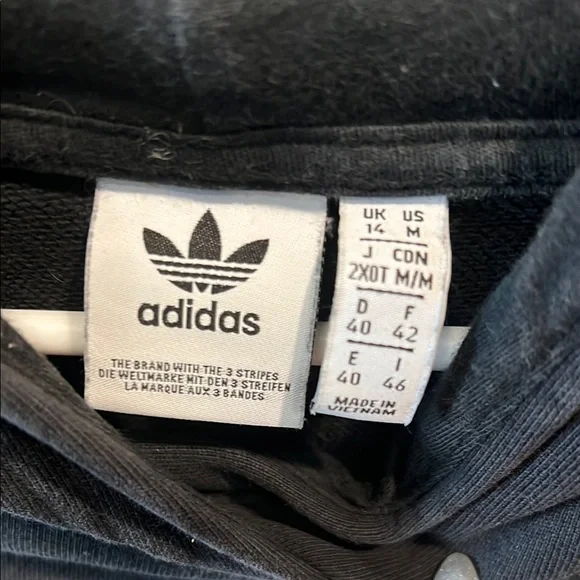 adidas
THE BRAND WITH THE 3 STRIPES
DIE WELTMARKE MIT DEN 3 STREIFEN
LA MARQUE AUX 3 BANDES
UK US
14 M
J CDN
2XOT M/M
D F
40 42
E I
40 46
MADE IN
VIETNAM